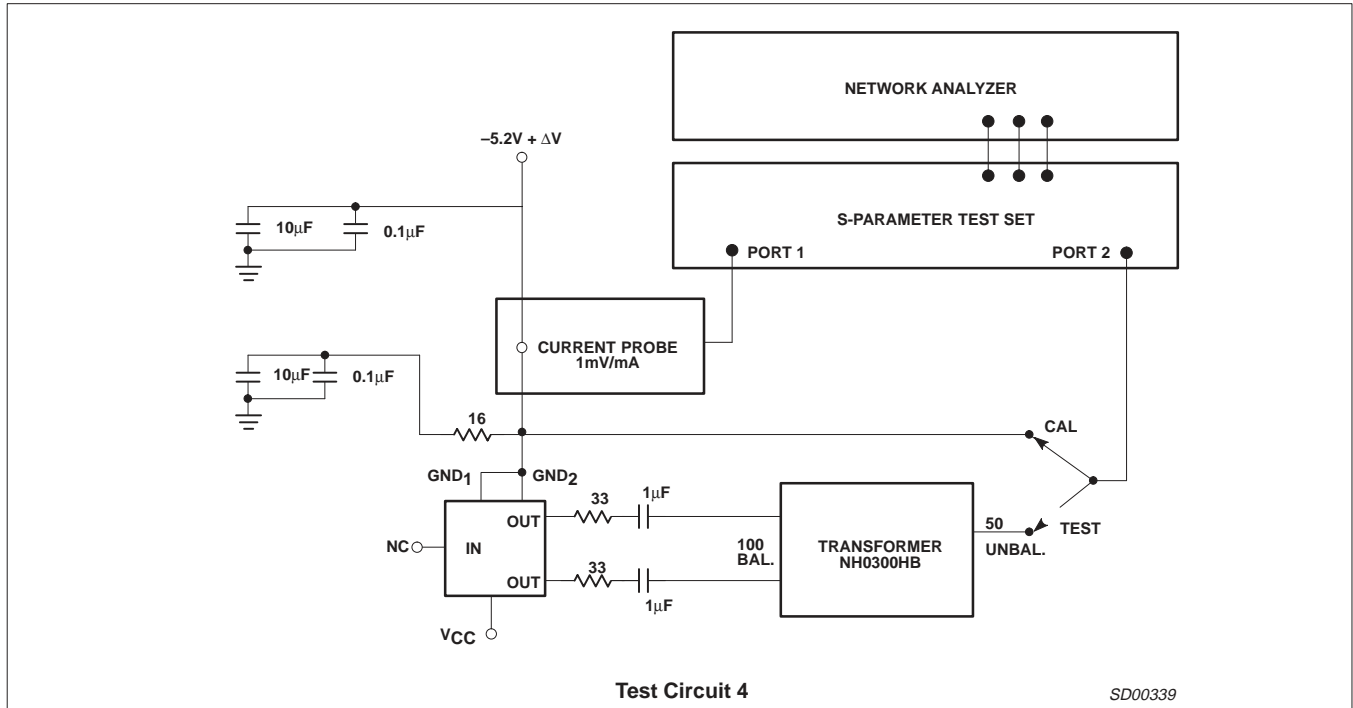 NETWORK ANALYZER
–5.2V + ΔV
S-PARAMETER TEST SET
10μF
0.1μF
PORT 1
PORT 2
CURRENT PROBE
1mV/mA
10μF
0.1μF
16
CAL
GND1
GND2
33
1μF
OUT
50
TEST
NC
IN
100
BAL.
TRANSFORMER
NH0300HB
UNBAL.
OUT
33
1μF
VCC
Test Circuit 4
SD00339